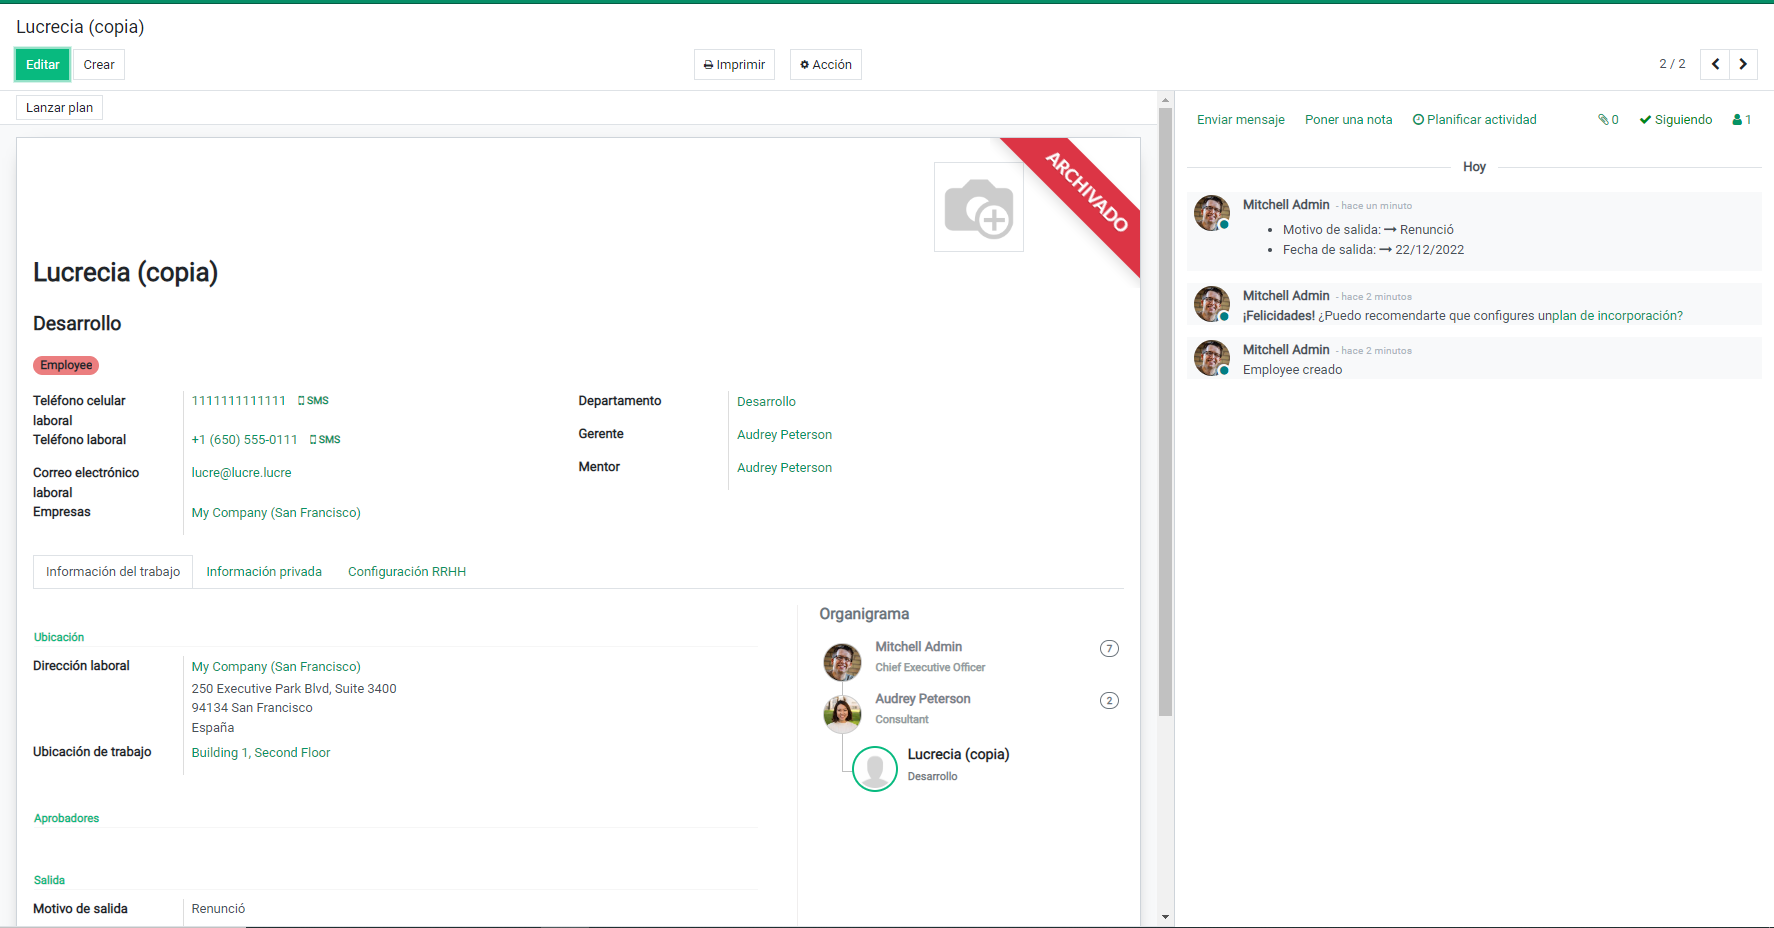 Lucrecia (copia)
Editar
Crear
Imprimir
Acción
2 / 2
Lanzar plan
ARCHIVADO
Lucrecia (copia)
Desarrollo
Employee
Teléfono celular laboral
1111111111111
SMS
Teléfono laboral
+1 (650) 555-0111
SMS
Correo electrónico laboral
lucre@lucre.lucre
Empresas
My Company (San Francisco)
Departamento
Desarrollo
Gerente
Audrey Peterson
Mentor
Audrey Peterson
Información del trabajo
Información privada
Configuración RRHH
Ubicación
Dirección laboral
My Company (San Francisco)
250 Executive Park Blvd, Suite 3400
94134 San Francisco
España
Ubicación de trabajo
Building 1, Second Floor
Aprobadores
Salida
Motivo de salida
Renunció
Organigrama
Mitchell Admin
7
Chief Executive Officer
Audrey Peterson
2
Consultant
Lucrecia (copia)
Desarrollo
Enviar mensaje
Poner una nota
Planificar actividad
0
Siguiendo
1
Hoy
Mitchell Admin - hace un minuto
• Motivo de salida: → Renunció
• Fecha de salida: → 22/12/2022
Mitchell Admin - hace 2 minutos
¡Felicidades! ¿Puedo recomendarte que configures unplan de incorporación?
Mitchell Admin - hace 2 minutos
Employee creado